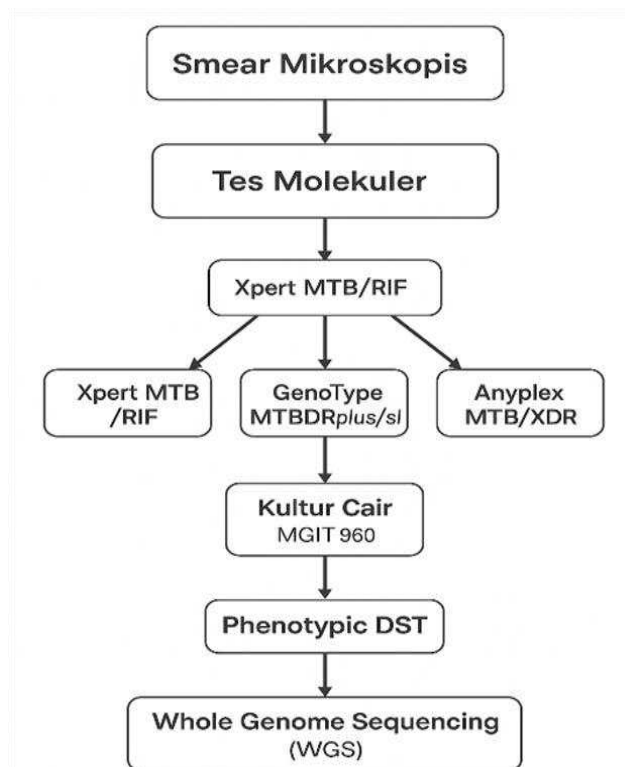 Smear Mikroskopis
Tes Molekuler
Xpert MTB/RIF
Xpert MTB
/RIF
GenoType
MTBDRplus/sl
Anyplex
MTB/XDR
Kultur Cair
MGIT 960
Phenotypic DST
Whole Genome Sequencing
(WGS)